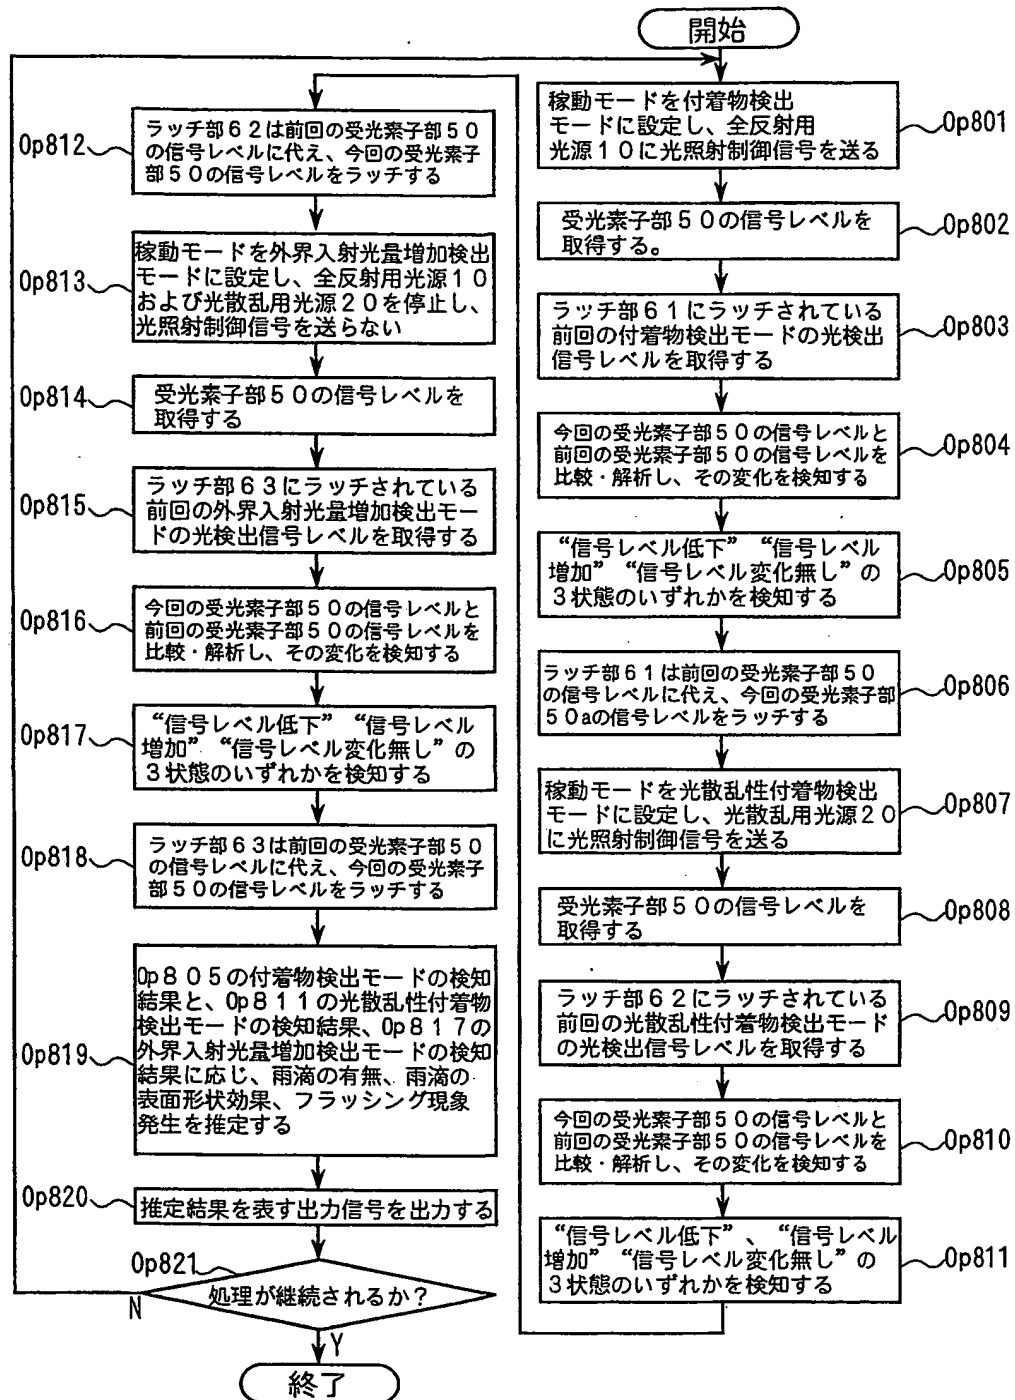 開始
稼動モードを付着物検出
モードに設定し、全反射用
光源10に光照射制御信号を送る
Op801
受光素子部50の信号レベルを
取得する。
Op802
ラッチ部61にラッチされている
前回の付着物検出モードの光検出
信号レベルを取得する
Op803
今回の受光素子部50の信号レベルと
前回の受光素子部50の信号レベルを
比較・解析し、その変化を検知する
Op804
“信号レベル低下” “信号レベル
増加” “信号レベル変化無し” の
3状態のいずれかを検知する
Op805
ラッチ部61は前回の受光素子部50
の信号レベルに代え、今回の受光素子部
50aの信号レベルをラッチする
Op806
稼動モードを光散乱性付着物検出
モードに設定し、光散乱用光源20
に光照射制御信号を送る
Op807
受光素子部50の信号レベルを
取得する
Op808
ラッチ部62にラッチされている
前回の光散乱性付着物検出モード
の光検出信号レベルを取得する
Op809
今回の受光素子部50の信号レベルと
前回の受光素子部50の信号レベルを
比較・解析し、その変化を検知する
Op810
“信号レベル低下” 、 “信号レベル
増加” “信号レベル変化無し” の
3状態のいずれかを検知する
Op811
Op812
ラッチ部62は前回の受光素子部50
の信号レベルに代え、今回の受光素子
部50の信号レベルをラッチする
Op813
稼動モードを外界入射光量増加検出
モードに設定し、全反射用光源10
および光散乱用光源20を停止し、
光照射制御信号を送らない
Op814
受光素子部50の信号レベルを
取得する
Op815
ラッチ部63にラッチされている
前回の外界入射光量増加検出モー
ドの光検出信号レベルを取得する
Op816
今回の受光素子部50の信号レベルと
前回の受光素子部50の信号レベルを
比較・解析し、その変化を検知する
Op817
“信号レベル低下” “信号レベル
増加” “信号レベル変化無し” の
3状態のいずれかを検知する
Op818
ラッチ部63は前回の受光素子部50
の信号レベルに代え、今回の受光素子
部50の信号レベルをラッチする
Op819
Op805の付着物検出モードの検知
結果と、Op811の光散乱性付着物
検出モードの検知結果、Op817の
外界入射光量増加検出モードの検知
結果に応じ、雨滴の有無、雨滴の
表面形状効果、フラッシング現象
発生を推定する
Op820
推定結果を表す出力信号を出力する
Op821
処理が継続されるか？
N
Y
終了